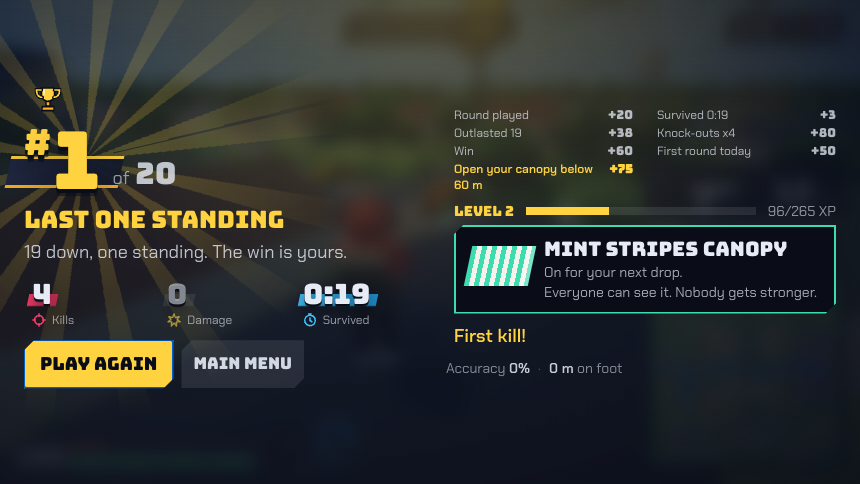 #1 of 20
LAST ONE STANDING
19 down, one standing. The win is yours.
4 0 0:19
Kills Damage Survived
PLAY AGAIN MAIN MENU
Round played +20 Survived 0:19 +3
Outlasted 19 +38 Knock-outs x4 +80
Win +60 First round today +50
Open your canopy below +75
60 m
LEVEL 2 96/265 XP
MINT STRIPES CANOPY
On for your next drop.
Everyone can see it. Nobody gets stronger.
First kill!
Accuracy 0% · 0 m on foot